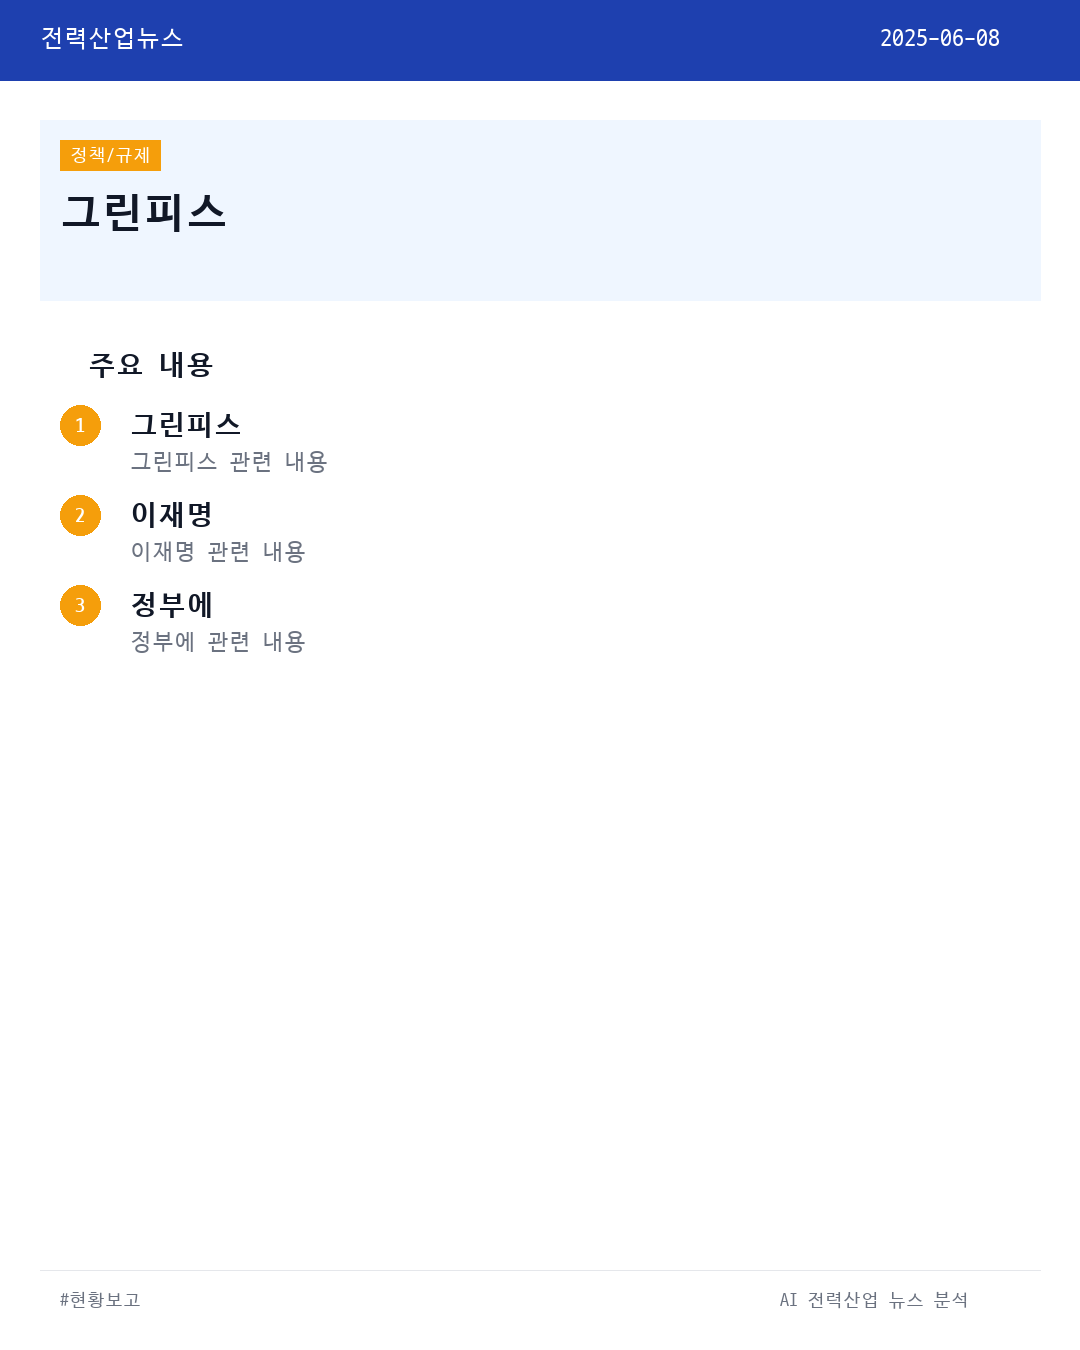 전력산업뉴스
2025-06-08
정책/규제
그린피스
주요 내용
1
그린피스
그린피스 관련 내용
2
이재명
이재명 관련 내용
3
정부에
정부에 관련 내용
#현황보고
AI 전력산업 뉴스 분석